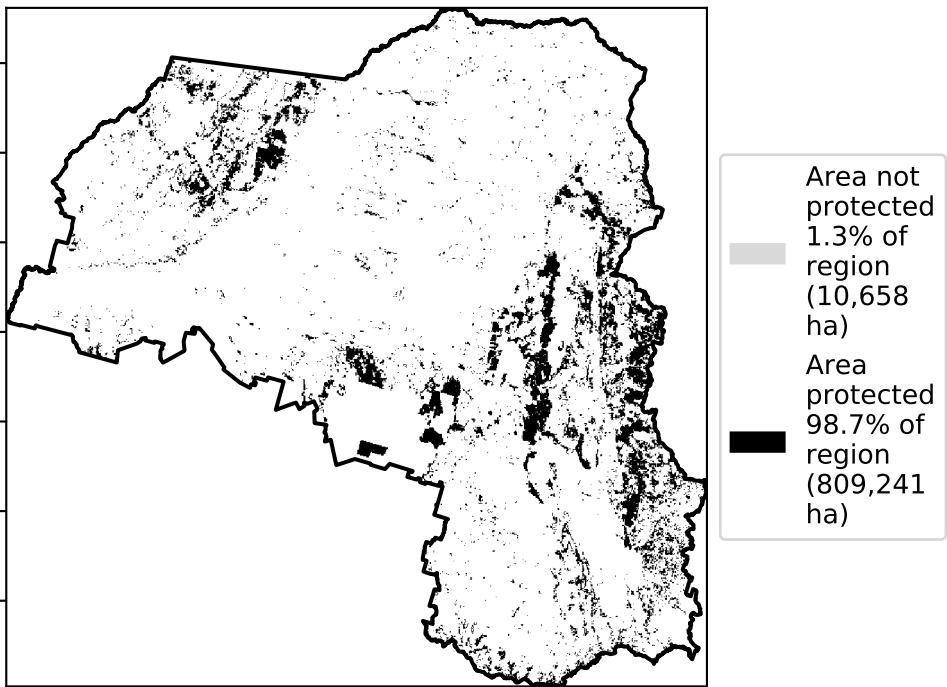 Area not
protected
1.3% of
region
(10,658
ha)
Area
protected
98.7% of
region
(809,241
ha)